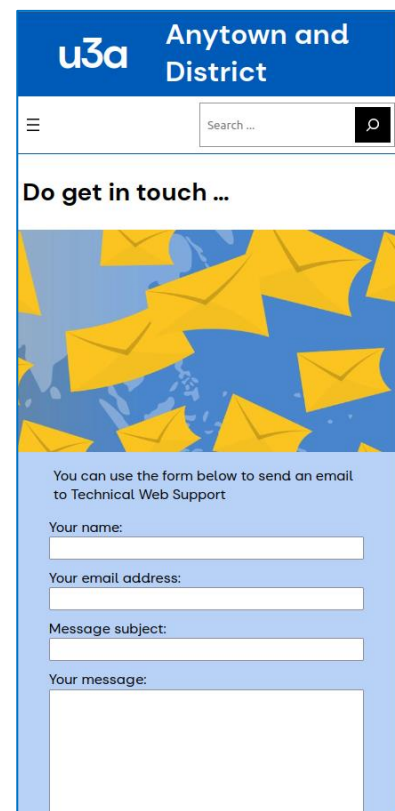 u3a
Anytown and
District
Search ...
Do get in touch ...
You can use the form below to send an email
to Technical Web Support
Your name:
Your email address:
Message subject:
Your message: